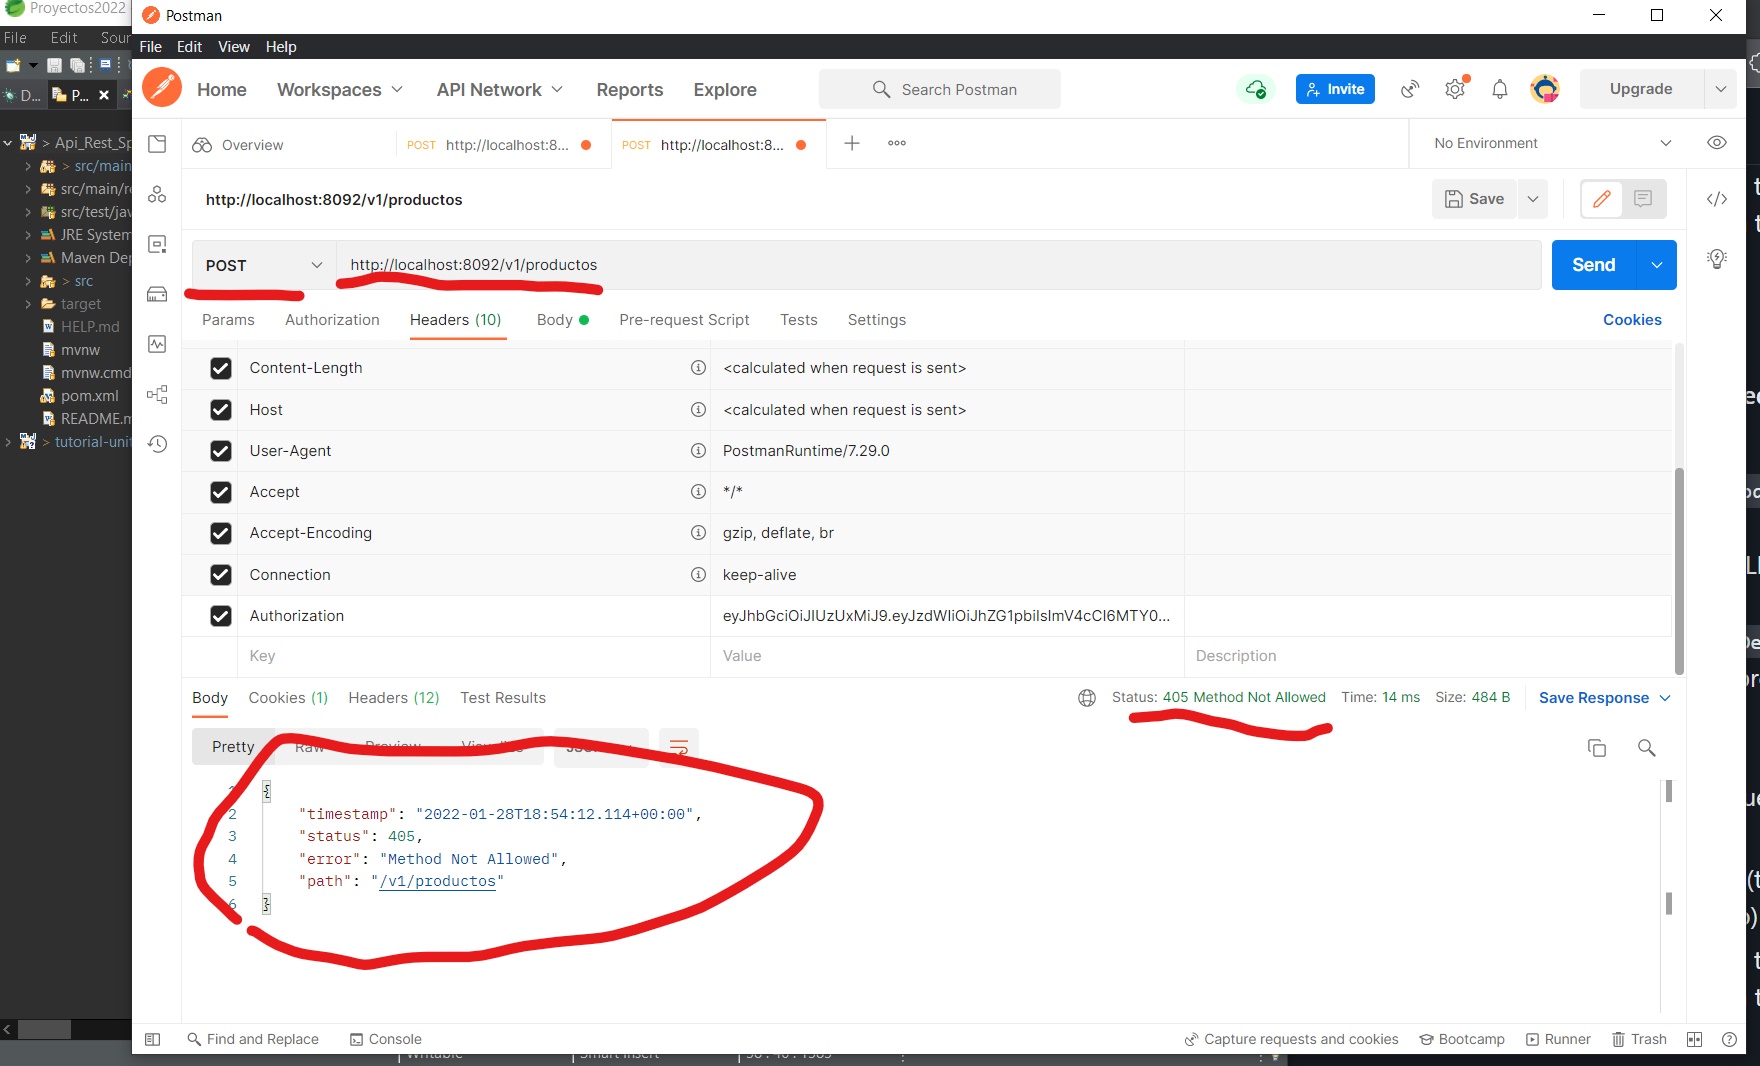 Proyectos2022
Postman
File Edit Sour
File Edit View Help
Home Workspaces API Network Reports Explore Search Postman Invite Upgrade
D... P...
Overview POST http://localhost:8... POST http://localhost:8... No Environment
> Api_Rest_Sp
> src/main
src/main/re
src/test/jav
JRE System
Maven Dep
> src
target
HELP.md
mvnw
mvnw.cmd
pom.xml
README.m
> tutorial-unit
http://localhost:8092/v1/productos Save
POST http://localhost:8092/v1/productos Send
Params Authorization Headers (10) Body Pre-request Script Tests Settings Cookies
Content-Length <calculated when request is sent>
Host <calculated when request is sent>
User-Agent PostmanRuntime/7.29.0
Accept */*
Accept-Encoding gzip, deflate, br
Connection keep-alive
Authorization eyJhbGciOiJIUzUxMiJ9.eyJzdWIiOiJhZG1pbiIsImV4cCI6MTY0...
Key Value Description
Body Cookies (1) Headers (12) Test Results Status: 405 Method Not Allowed Time: 14 ms Size: 484 B Save Response
Pretty Raw Preview Visualize JSON
1 {
2 "timestamp": "2022-01-28T18:54:12.114+00:00",
3 "status": 405,
4 "error": "Method Not Allowed",
5 "path": "/v1/productos"
6 }
Find and Replace Console Capture requests and cookies Bootcamp Runner Trash
Writable Smart Insert